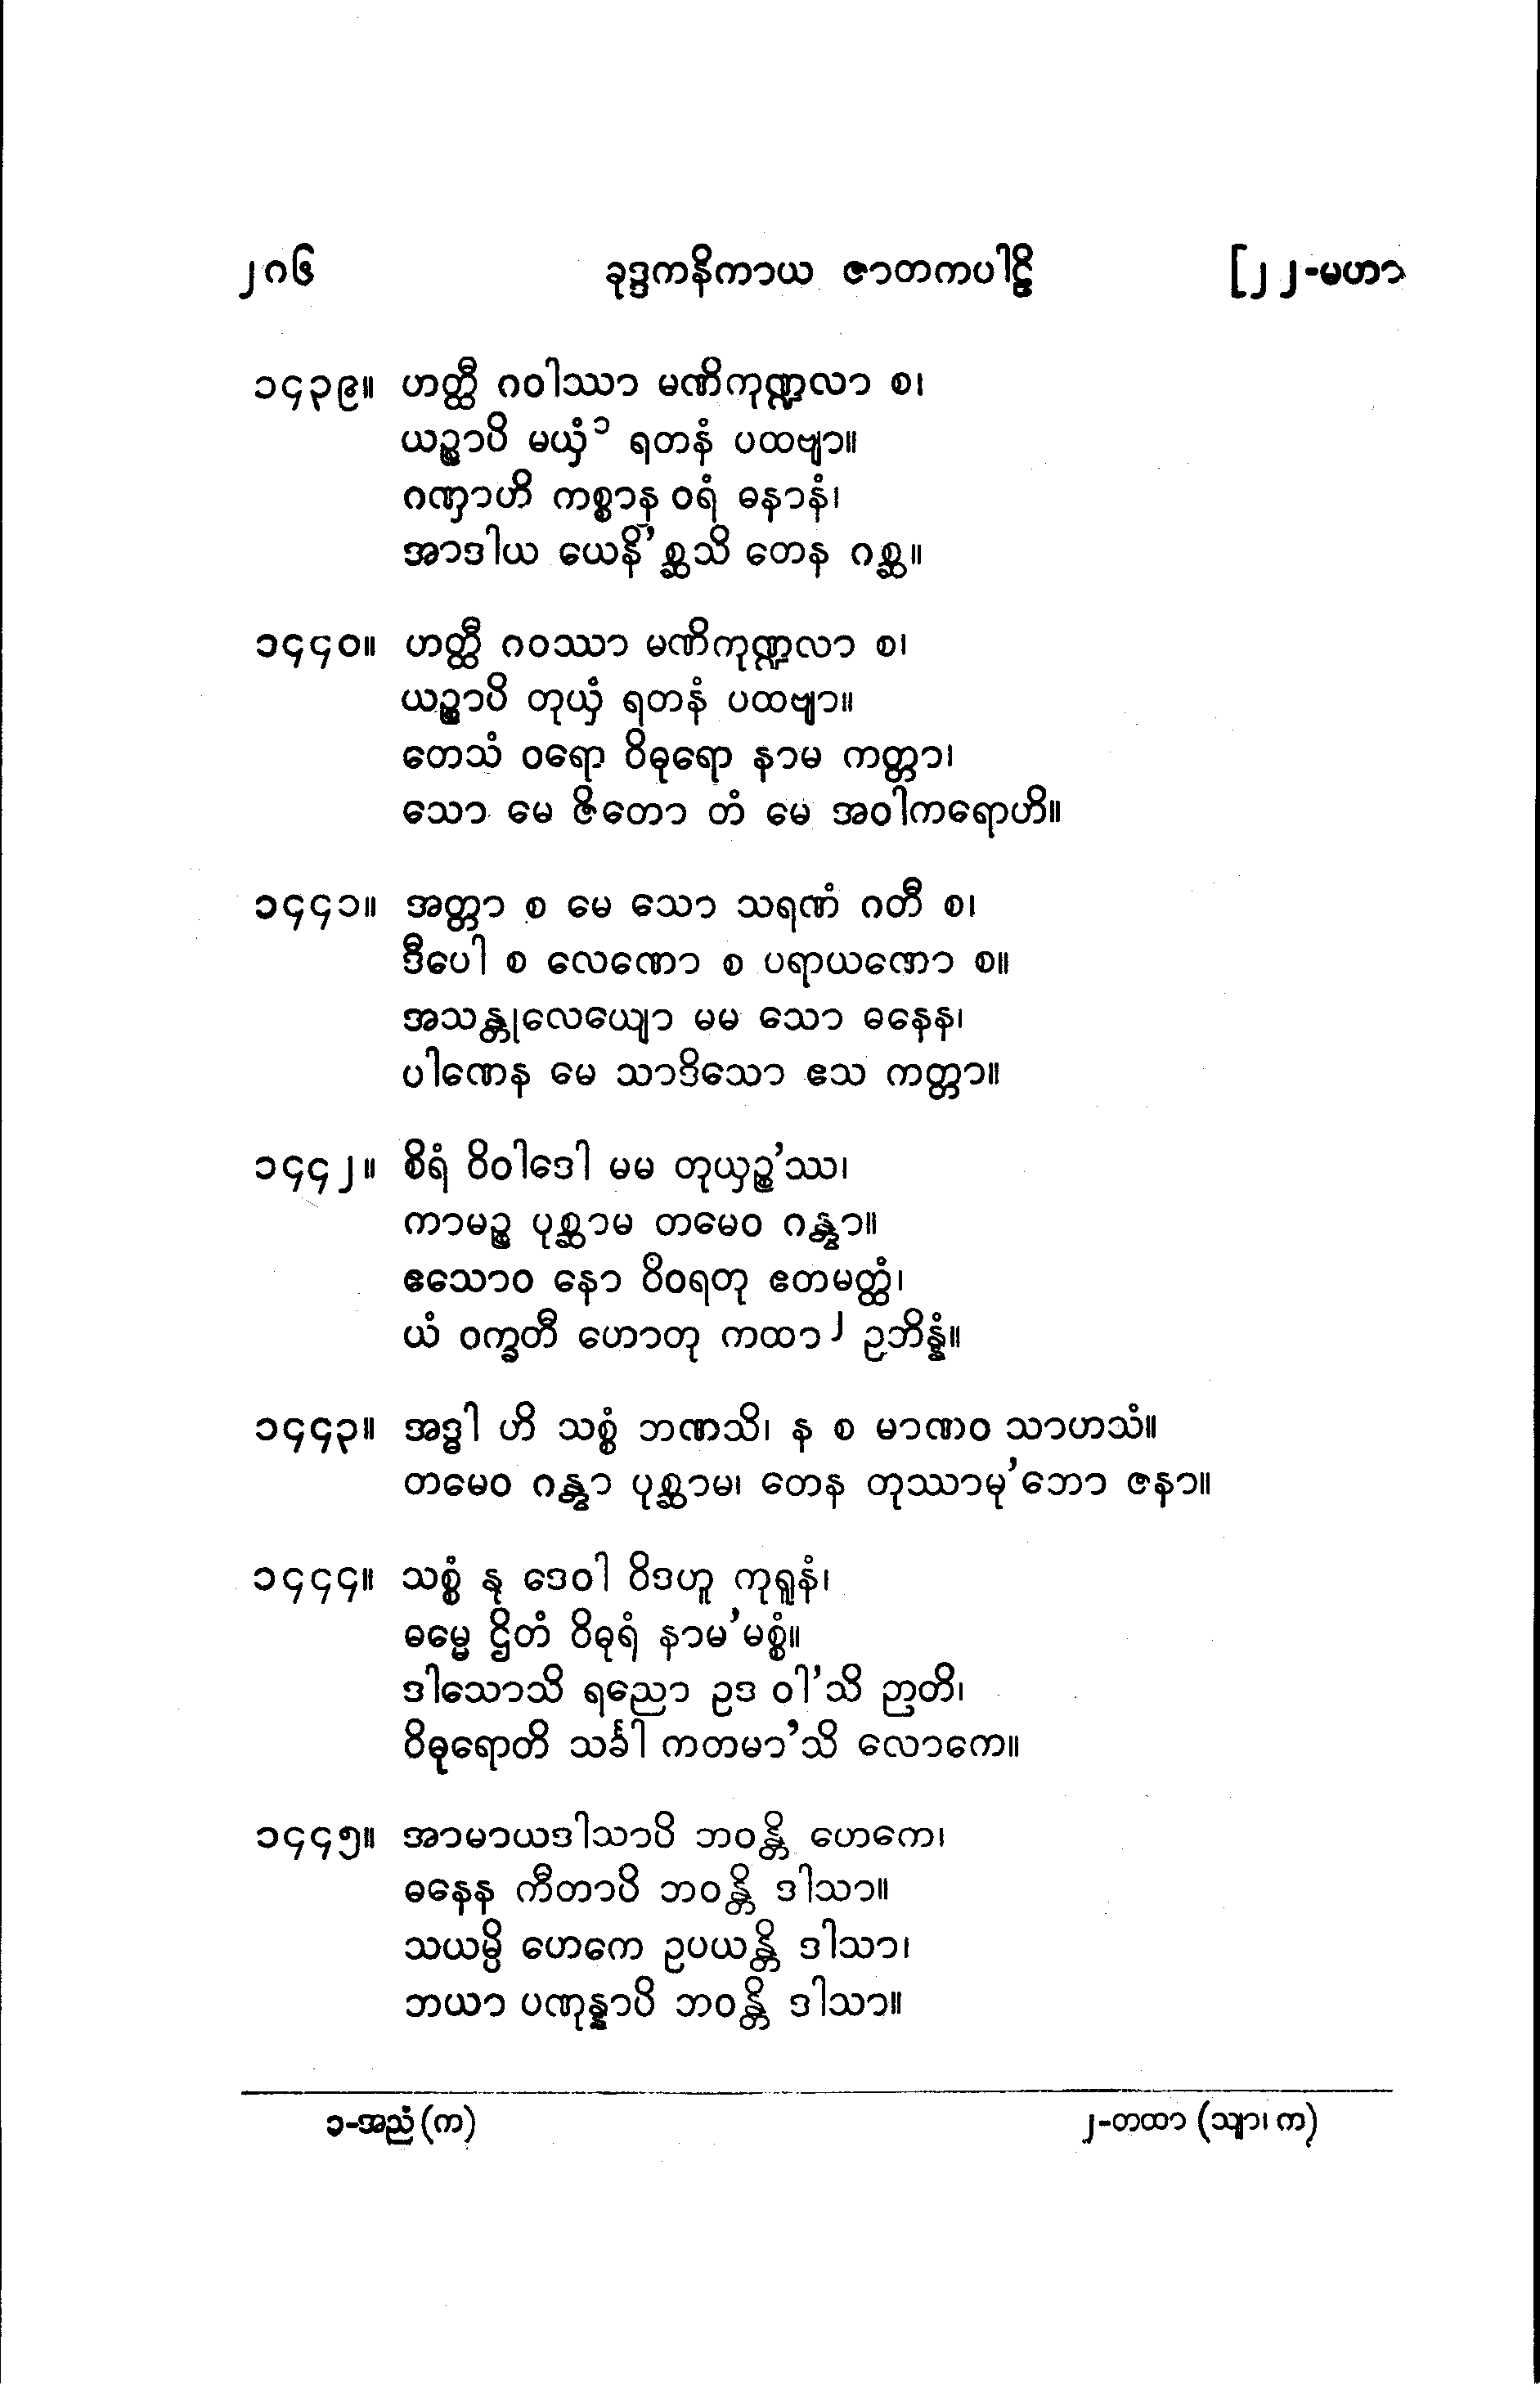 ၂၈၆ ခုဒ္ဒကနိကာယ ဇာတကပါဠိ [၂၂-မဟာ
၁၄၃၉။ ဟတ္ထီ ဂဝါဿာ မဏိကုဏ္ဍလာ စ၊
ယဉ္စာပိ မယှံ၁ ရတနံ ပထဗျာ။
ဂဏှာဟိ ကစ္စာန ဝရံ ဓနာနံ၊
အာဒါယ ယေနိ’စ္ဆသိ တေန ဂစ္ဆ။
၁၄၄၀။ ဟတ္ထီ ဂဝဿာ မဏိကုဏ္ဍလာ စ၊
ယဉ္စာပိ တုယှံ ရတနံ ပထဗျာ။
တေသံ ဝရော ဝိဓုရော နာမ ကတ္တာ၊
သော မေ ဇိတော တံ မေ အဝါကရောဟိ။
၁၄၄၁။ အတ္တာ စ မေ သော သရဏံ ဂတီ စ၊
ဒီပေါ စ လေဏော စ ပရာယဏော စ။
အသန္တုလေယျော မမ သော ဓနေန၊
ပါဏေန မေ သာဒိသော ဧသ ကတ္တာ။
၁၄၄၂။ စိရံ ဝိဝါဒေါ မမ တုယှဉ္စ’ဿ၊
ကာမဉ္စ ပုစ္ဆာမ တမေဝ ဂန္တွာ။
ဧသောဝ နော ဝိဝရတု ဧတမတ္ထံ၊
ယံ ဝက္ခတီ ဟောတု ကထာ၂ ဥဘိန္နံ။
၁၄၄၃။ အဒ္ဓါ ဟိ သစ္စံ ဘဏသိ၊ န စ မာဏဝ သာဟသံ။
တမေဝ ဂန္တွာ ပုစ္ဆာမ၊ တေန တုဿာမု’ဘော ဇနာ။
၁၄၄၄။ သစ္စံ နု ဒေဝါ ဝိဒဟူ ကုရူနံ၊
ဓမ္မေ ဌိတံ ဝိဓုရံ နာမ’မစ္စံ။
ဒါသောသိ ရညော ဥဒ ဝါ’သိ ဉာတိ၊
ဝိဓုရောတိ သင်္ခါ ကတမာ’သိ လောကေ။
၁၄၄၅။ အာမာယဒါသာပိ ဘဝန္တိ ဟေကေ၊
ဓနေန ကီတာပိ ဘဝန္တိ ဒါသာ။
သယမ္ပိ ဟေကေ ဥပယန္တိ ဒါသာ၊
ဘယာ ပဏုန္နာပိ ဘဝန္တိ ဒါသာ။
၁-အညံ (က) ၂-တထာ (သျာ၊ က)